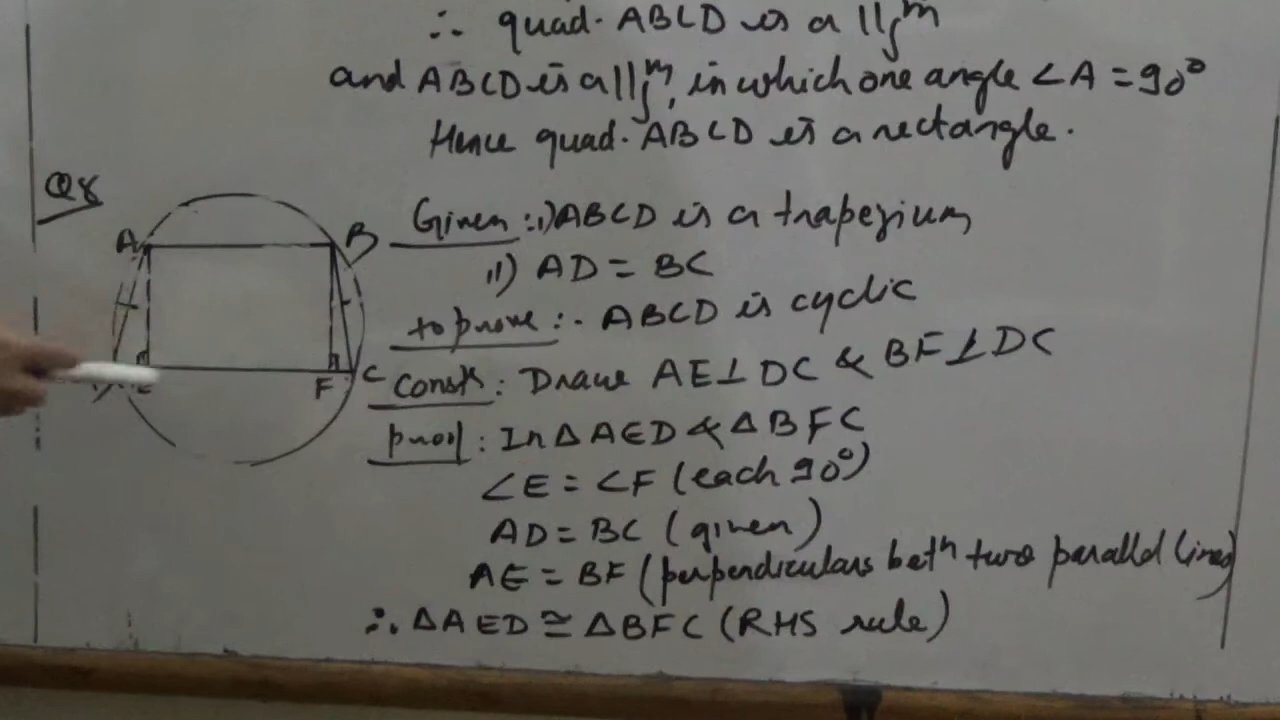 ∴ quad. ABCD is a ||gm
and ABCD is a ||gm, in which one angle ∠A = 90°
Hence quad. ABCD is a rectangle.
Q8
A B
Given :- i) ABCD is a trapezium
ii) AD = BC
to prove :- ABCD is cyclic
F C
Const : Draw AE⊥DC & BF⊥DC
proof : In ΔAED & ΔBFC
∠E = ∠F (each 90°)
AD = BC (given)
AE = BF (perpendiculars betn two parallel lines)
∴ ΔAED ≅ ΔBFC (RHS rule)